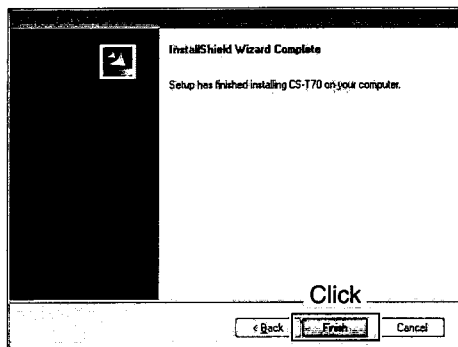 InstallShield Wizard Complete
Setup has finished installing CS-T70 on your computer.
Click
< Back
Finish
Cancel